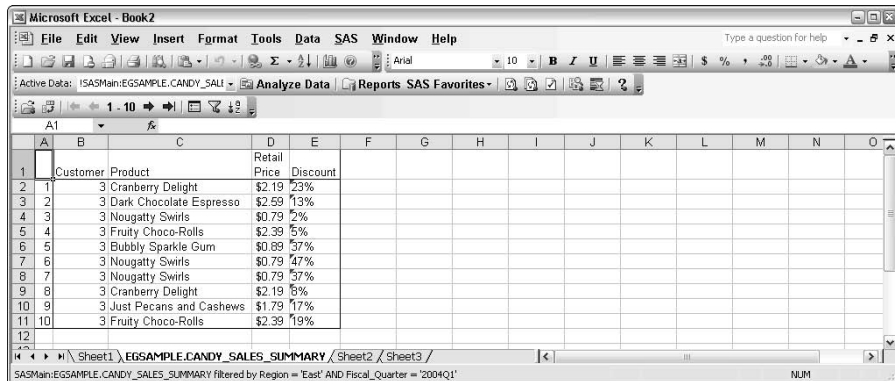 Microsoft Excel - Book2
File Edit View Insert Format Tools Data SAS Window Help Type a question for help
Arial 10 B I U $ % ,
Active Data: !SASMain:EGSAMPLE.CANDY_SALE Analyze Data Reports SAS Favorites
1 - 10
A1 fx
A B C D E F G H I J K L M N O
1 Customer Product Retail Price Discount
2 1 3 Cranberry Delight $2.19 23%
3 2 3 Dark Chocolate Espresso $2.59 13%
4 3 3 Nougatty Swirls $0.79 2%
5 4 3 Fruity Choco-Rolls $2.39 5%
6 5 3 Bubbly Sparkle Gum $0.89 37%
7 6 3 Nougatty Swirls $0.79 47%
8 7 3 Nougatty Swirls $0.79 37%
9 8 3 Cranberry Delight $2.19 8%
10 9 3 Just Pecans and Cashews $1.79 17%
11 10 3 Fruity Choco-Rolls $2.39 19%
12
Sheet1 EGSAMPLE.CANDY_SALES_SUMMARY Sheet2 Sheet3
SASMain:EGSAMPLE.CANDY_SALES_SUMMARY filtered by Region = 'East' AND Fiscal_Quarter = '2004Q1' NUM